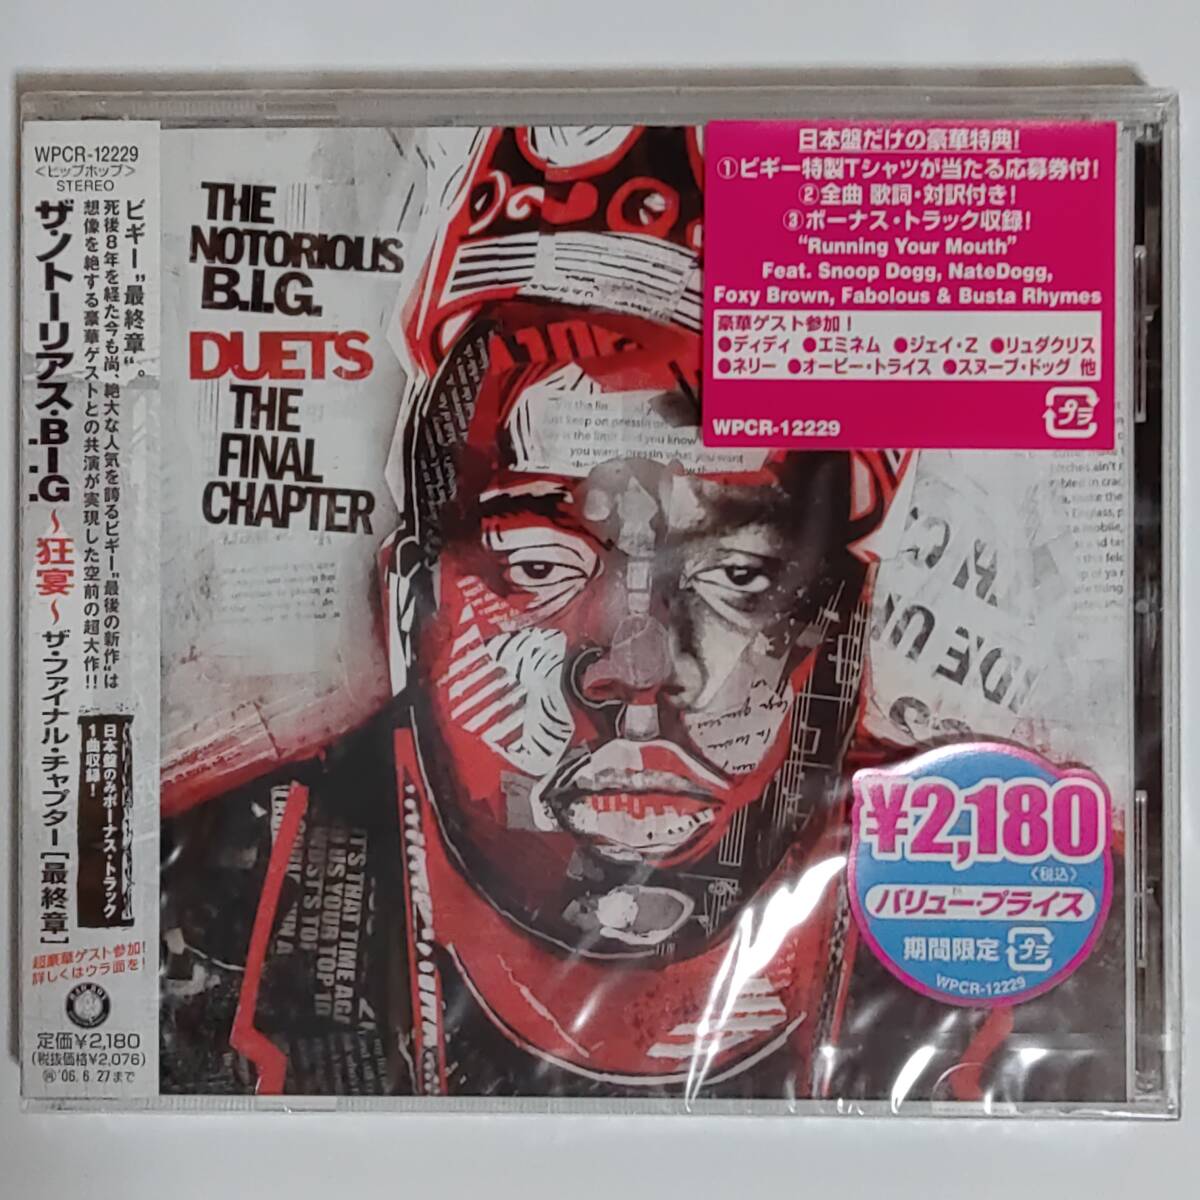 WPCR-12229
<ヒップホップ>
STEREO
ビギー"最終章"。
死後8年を経た今も尚、絶大な人気を誇るビギー"最後の新作"は
想像を絶する豪華ゲストとの共演が実現した空前の超大作!!
ザ・ノトーリアス・B.I.G.
〜狂宴〜ザ・ファイナル・チャプター[最終章]
日本盤のみボーナス・トラック
1曲収録!
超豪華ゲスト参加!
詳しくはウラ面を!
定価¥2,180
(税抜価格¥2,076)
'06.6.27まで
THE
NOTORIOUS
B.I.G.
DUETS
THE
FINAL
CHAPTER
日本盤だけの豪華特典!
①ビギー特製Tシャツが当たる応募券付!
②全曲 歌詞・対訳付き!
③ボーナス・トラック収録!
"Running Your Mouth"
Feat. Snoop Dogg, NateDogg,
Foxy Brown, Fabolous & Busta Rhymes
豪華ゲスト参加!
●ディディ ●エミネム ●ジェイ・Z ●リュダクリス
●ネリー ●オービー・トライス ●スヌープ・ドッグ 他
プラ
WPCR-12229
¥2,180
<税込>
バリュー・プライス
期間限定 プラ
WPCR-12229
IT'S THAT TIME AGA